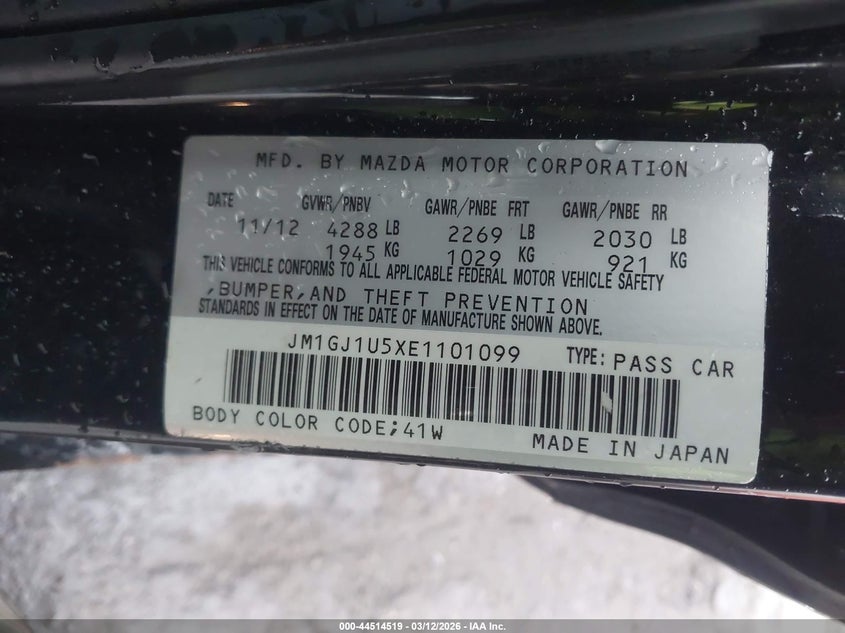 MFD. BY MAZDA MOTOR CORPORATION
DATE GVWR/PNBV GAWR/PNBE FRT GAWR/PNBE RR
11/12 4288 LB 2269 LB 2030 LB
1945 KG 1029 KG 921 KG
THIS VEHICLE CONFORMS TO ALL APPLICABLE FEDERAL MOTOR VEHICLE SAFETY
,BUMPER,AND THEFT PREVENTION
STANDARDS IN EFFECT ON THE DATE OF MANUFACTURE SHOWN ABOVE.
JM1GJ1U5XE1101099 TYPE: PASS CAR
BODY COLOR CODE;41W
MADE IN JAPAN
000-44514519 - 03/12/2026 - IAA Inc.